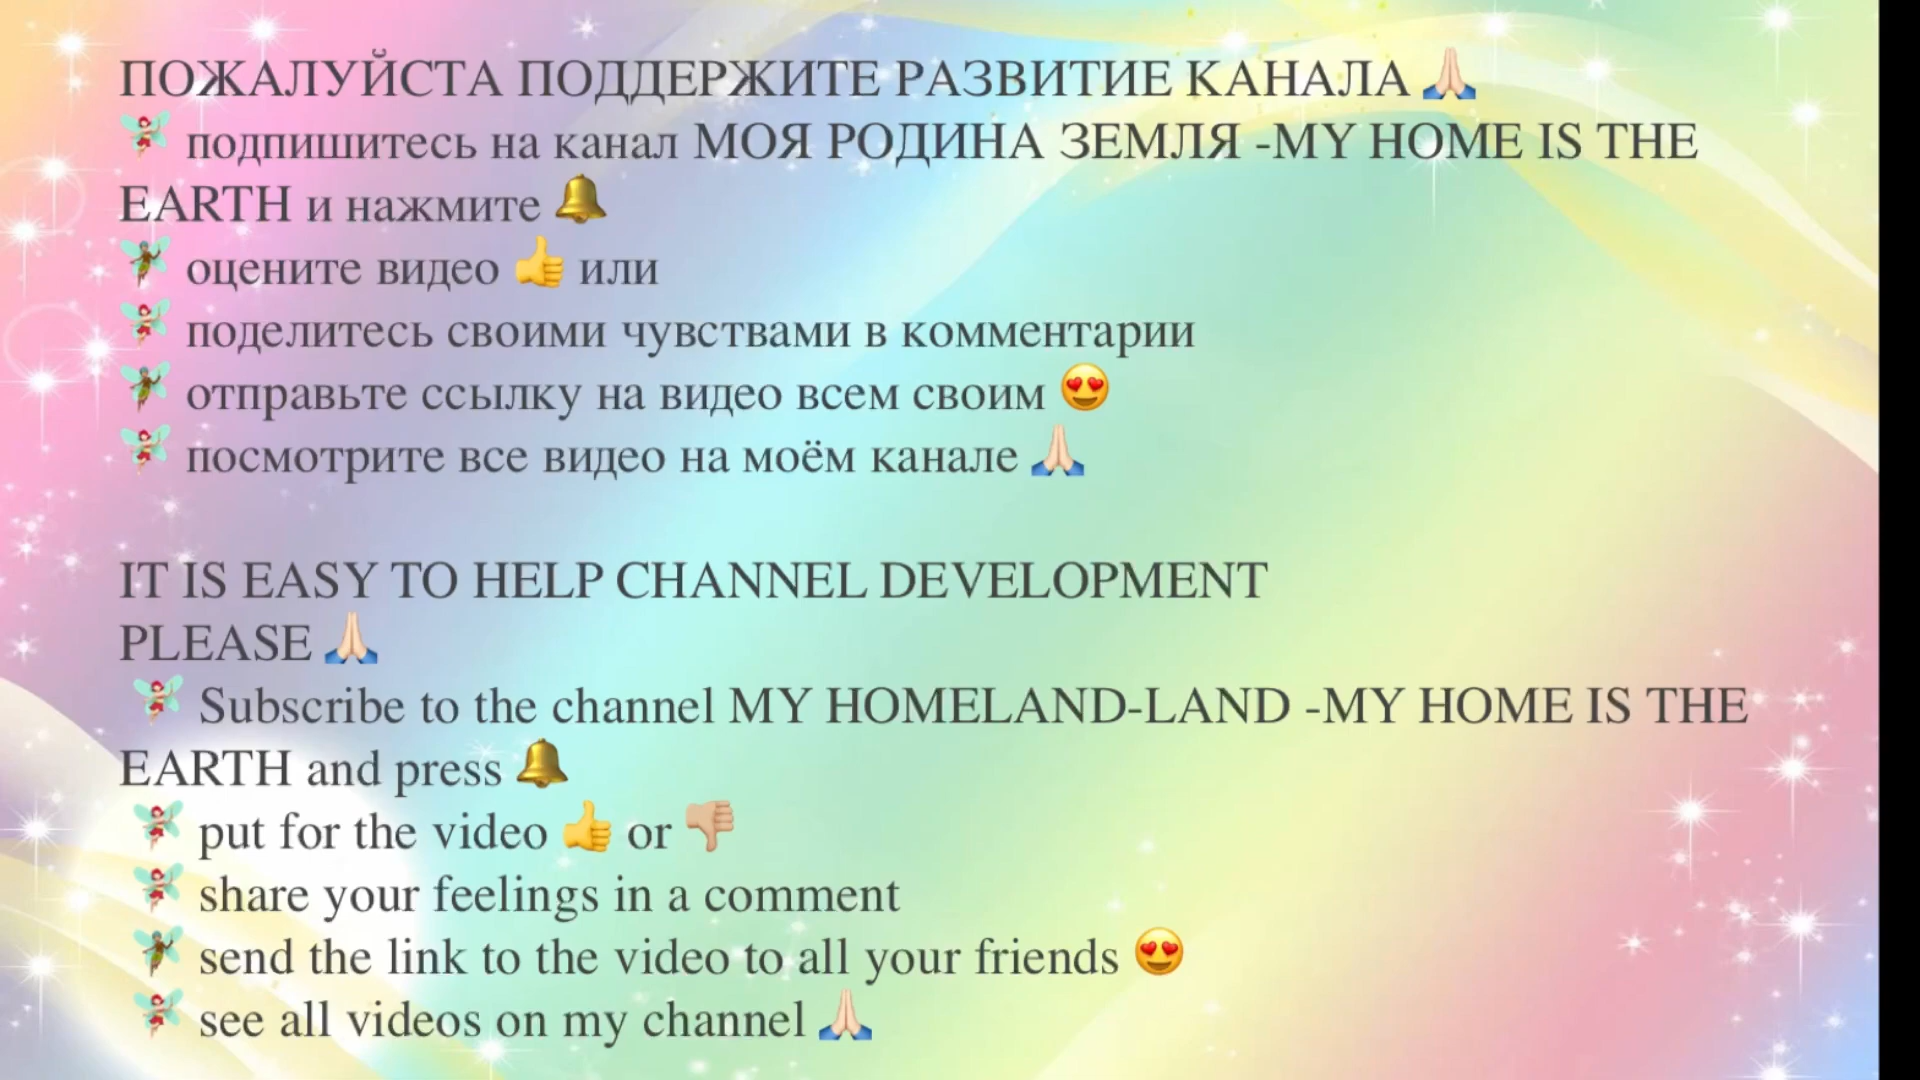 ПОЖАЛУЙСТА ПОДДЕРЖИТЕ РАЗВИТИЕ КАНАЛА 🙏🏻
🧚🏻 подпишитесь на канал МОЯ РОДИНА ЗЕМЛЯ -MY HOME IS THE
EARTH и нажмите 🔔
🧚🏾‍♂️ оцените видео 👍 или
🧚🏻 поделитесь своими чувствами в комментарии
🧚🏾‍♂️ отправьте ссылку на видео всем своим 😍
🧚🏻 посмотрите все видео на моём канале 🙏🏻
IT IS EASY TO HELP CHANNEL DEVELOPMENT
PLEASE 🙏🏻
🧚🏻 Subscribe to the channel MY HOMELAND-LAND -MY HOME IS THE
EARTH and press 🔔
🧚🏻 put for the video 👍 or 👎🏼
🧚🏻 share your feelings in a comment
🧚🏾‍♂️ send the link to the video to all your friends 😍
🧚🏻 see all videos on my channel 🙏🏻